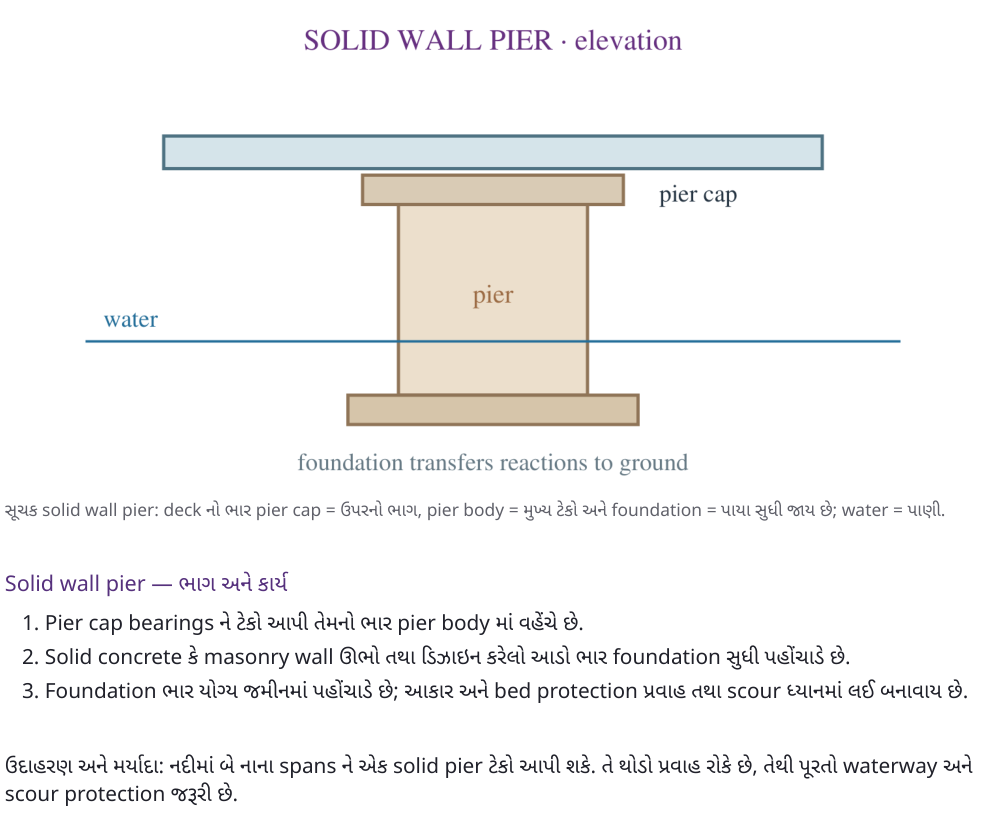 SOLID WALL PIER · elevation
pier cap
pier
water
foundation transfers reactions to ground
સૂચક solid wall pier: deck નો ભાર pier cap = ઉપરનો ભાગ, pier body = મુખ્ય ટેકો અને foundation = પાયા સુધી જાય છે; water = પાણી.
Solid wall pier — ભાગ અને કાર્ય
1. Pier cap bearings ને ટેકો આપી તેમનો ભાર pier body માં વહેંચે છે.
2. Solid concrete કે masonry wall ઊભો તથા ડિઝાઇન કરેલો આડો ભાર foundation સુધી પહોંચાડે છે.
3. Foundation ભાર યોગ્ય જમીનમાં પહોંચાડે છે; આકાર અને bed protection પ્રવાહ તથા scour ધ્યાનમાં લઈ બનાવાય છે.
ઉદાહરણ અને મર્યાદા: નદીમાં બે નાના spans ને એક solid pier ટેકો આપી શકે. તે થોડો પ્રવાહ રોકે છે, તેથી પૂરતો waterway અને
scour protection જરૂરી છે.